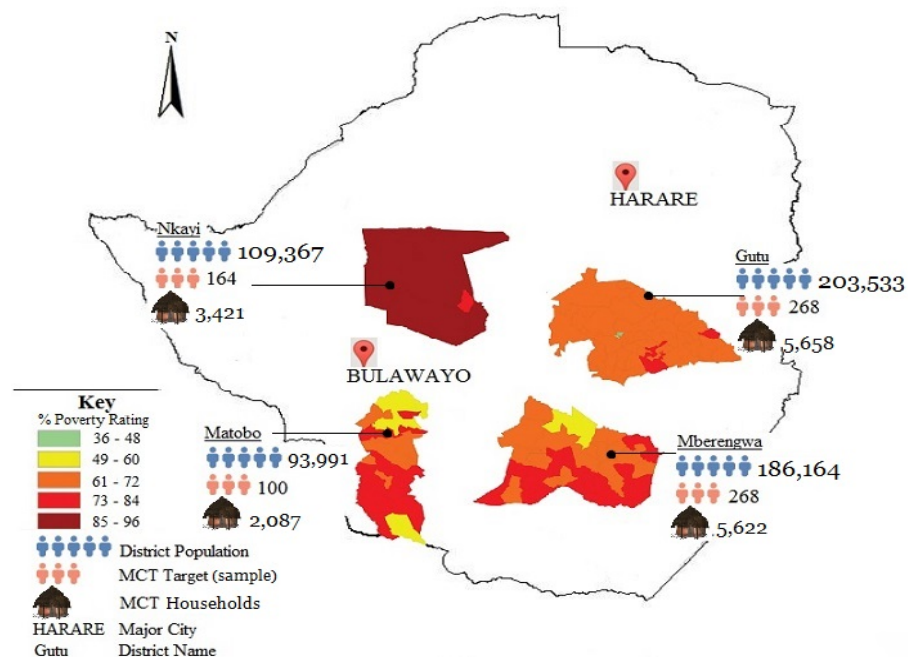 N
HARARE
Nkayi
109,367
164
3,421
Gutu
203,533
268
5,658
BULAWAYO
Key
% Poverty Rating
36 - 48
49 - 60
61 - 72
73 - 84
85 - 96
District Population
MCT Target (sample)
MCT Households
HARARE Major City
Gutu District Name
Matobo
93,991
100
2,087
Mberengwa
186,164
268
5,622